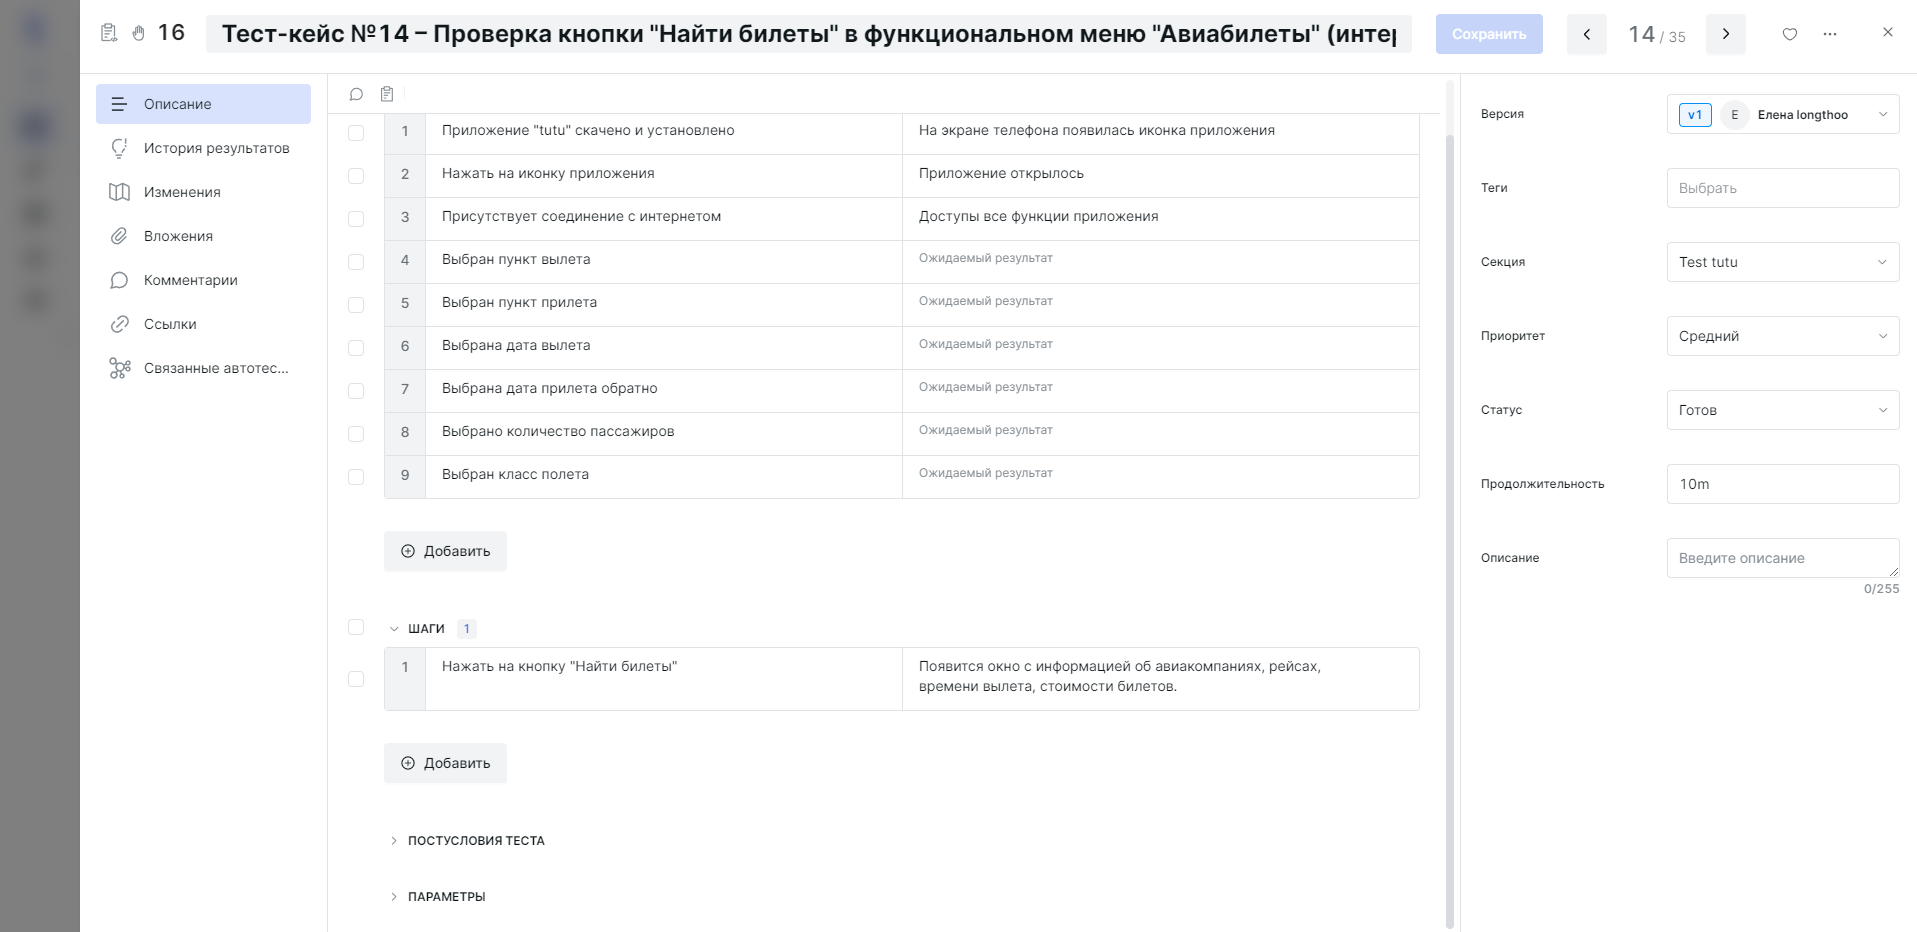 16
Тест-кейс №14 – Проверка кнопки "Найти билеты" в функциональном меню "Авиабилеты" (интер
Сохранить
14 / 35
Описание
История результатов
Изменения
Вложения
Комментарии
Ссылки
Связанные автотес...
1 Приложение "tutu" скачено и установлено На экране телефона появилась иконка приложения
2 Нажать на иконку приложения Приложение открылось
3 Присутствует соединение с интернетом Доступы все функции приложения
4 Выбран пункт вылета Ожидаемый результат
5 Выбран пункт прилета Ожидаемый результат
6 Выбрана дата вылета Ожидаемый результат
7 Выбрана дата прилета обратно Ожидаемый результат
8 Выбрано количество пассажиров Ожидаемый результат
9 Выбран класс полета Ожидаемый результат
Добавить
ШАГИ 1
1 Нажать на кнопку "Найти билеты" Появится окно с информацией об авиакомпаниях, рейсах,
времени вылета, стоимости билетов.
Добавить
ПОСТУСЛОВИЯ ТЕСТА
ПАРАМЕТРЫ
Версия v1 E Елена longthoo
Теги Выбрать
Секция Test tutu
Приоритет Средний
Статус Готов
Продолжительность 10m
Описание Введите описание
0/255